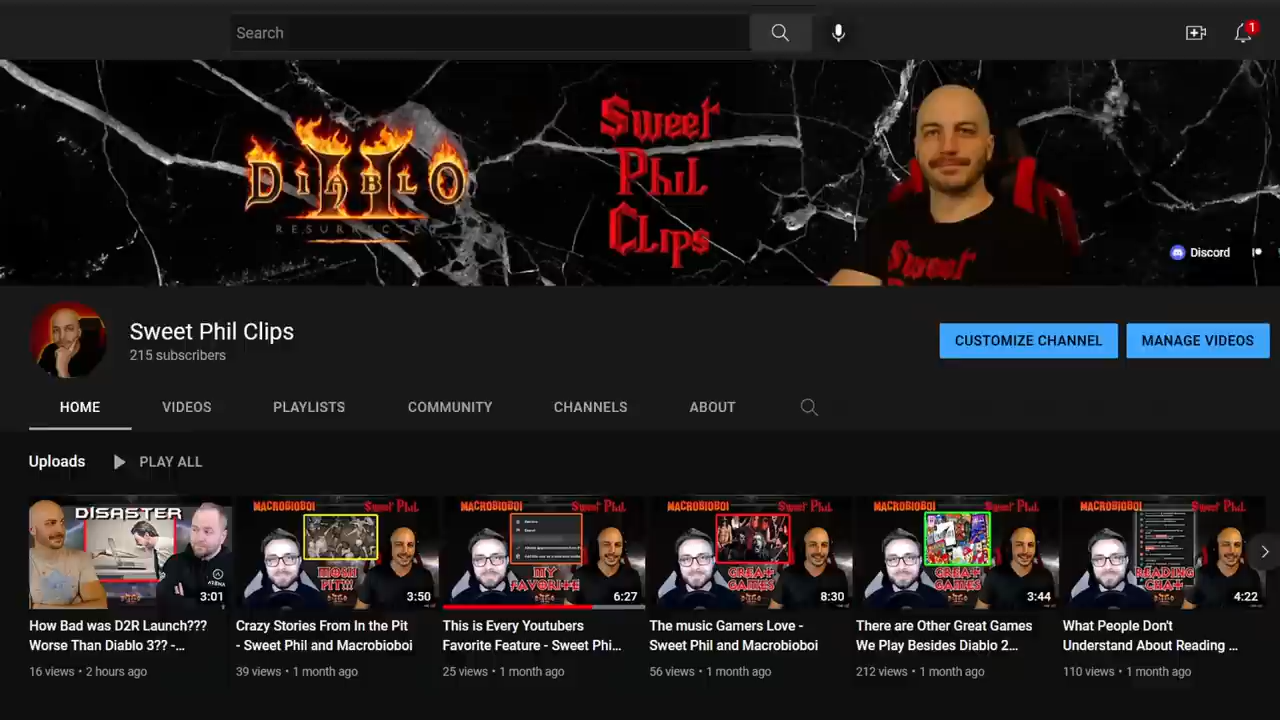 Search
1
DIABLO II
RESURRECTED
Sweet
Phil
Clips
Sweet
Discord
Sweet Phil Clips
215 subscribers
CUSTOMIZE CHANNEL
MANAGE VIDEOS
HOME
VIDEOS
PLAYLISTS
COMMUNITY
CHANNELS
ABOUT
Uploads
PLAY ALL
DISASTER
3:01
MACROBIOBOI
Sweet Phil
MOSH
PIT!!!
3:50
MACROBIOBOI
Sweet Phil
MY
FAVORITE
6:27
MACROBIOBOI
Sweet Phil
GREAT
GAMES
8:30
MACROBIOBOI
Sweet Phil
GREAT
GAMES
3:44
MACROBIOBOI
Sweet Phil
READING
CHAT
4:22
How Bad was D2R Launch???
Worse Than Diablo 3?? -...
16 views • 2 hours ago
Crazy Stories From In the Pit
- Sweet Phil and Macrobioboi
39 views • 1 month ago
This is Every Youtubers
Favorite Feature - Sweet Phi...
25 views • 1 month ago
The music Gamers Love -
Sweet Phil and Macrobioboi
56 views • 1 month ago
There are Other Great Games
We Play Besides Diablo 2...
212 views • 1 month ago
What People Don't
Understand About Reading ...
110 views • 1 month ago